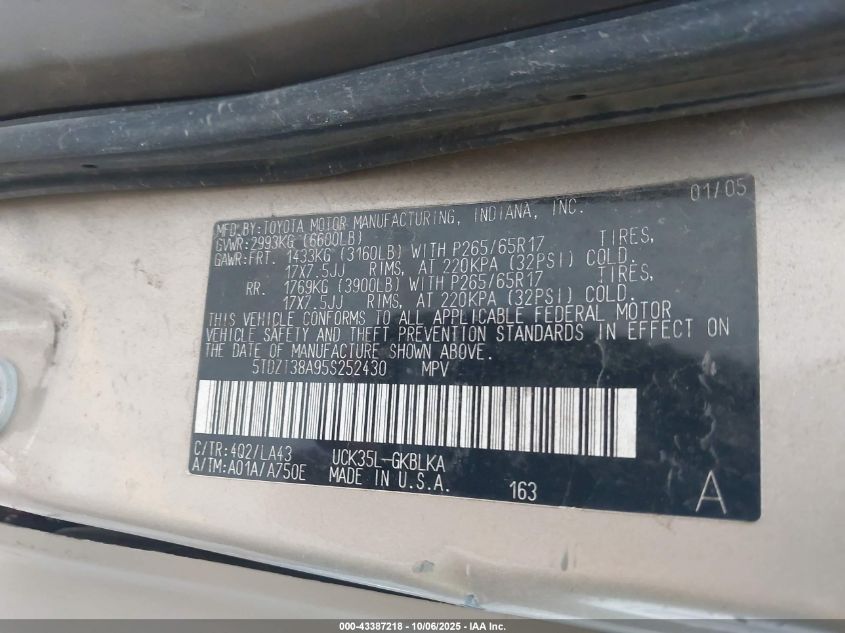 01/05
MFD.BY:TOYOTA MOTOR MANUFACTURING, INDIANA, INC.
GVWR:2993KG (6600LB)
GAWR:FRT. 1433KG (3160LB) WITH P265/65R17 TIRES,
17X7.5JJ RIMS, AT 220KPA (32PSI) COLD.
RR. 1769KG (3900LB) WITH P265/65R17 TIRES,
17X7.5JJ RIMS, AT 220KPA (32PSI) COLD.
THIS VEHICLE CONFORMS TO ALL APPLICABLE FEDERAL MOTOR
VEHICLE SAFETY AND THEFT PREVENTION STANDARDS IN EFFECT ON
THE DATE OF MANUFACTURE SHOWN ABOVE.
5TDZT38A95S252430 MPV
C/TR:4Q2/LA43 UCK35L-GKBLKA
A/TM:A01A/A750E MADE IN U.S.A.
163 A
000-43387218 - 10/06/2025 - IAA Inc.